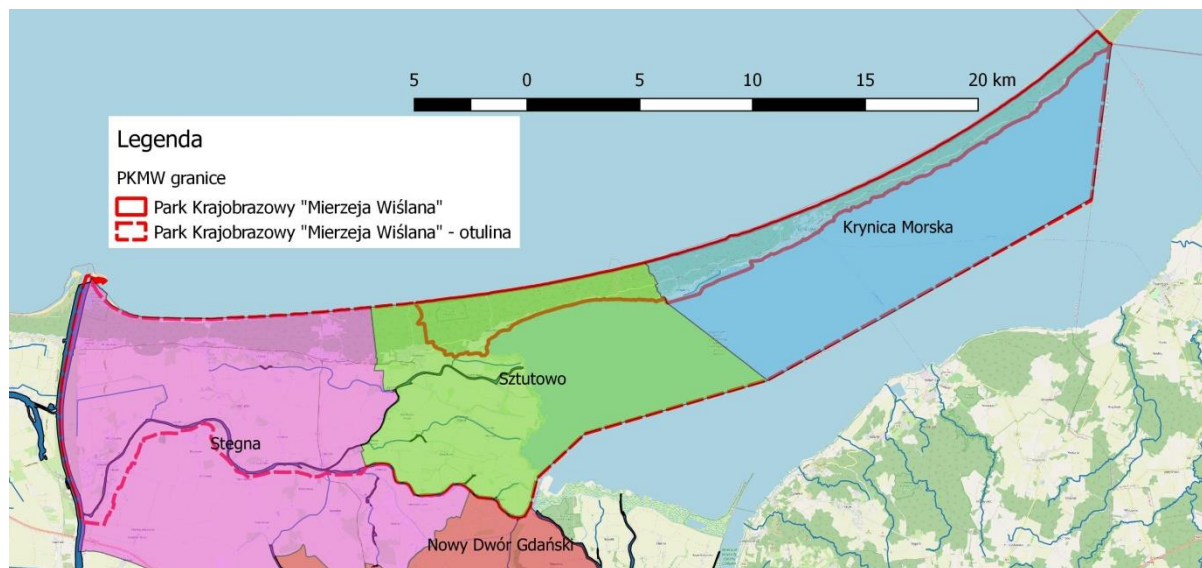 5 0 5 10 15 20 km
Legenda
PKMW granice
Park Krajobrazowy "Mierzeja Wiślana"
Park Krajobrazowy "Mierzeja Wiślana" - otulina
Krynica Morska
Sztutowo
Stegna
Nowy Dwór Gdański